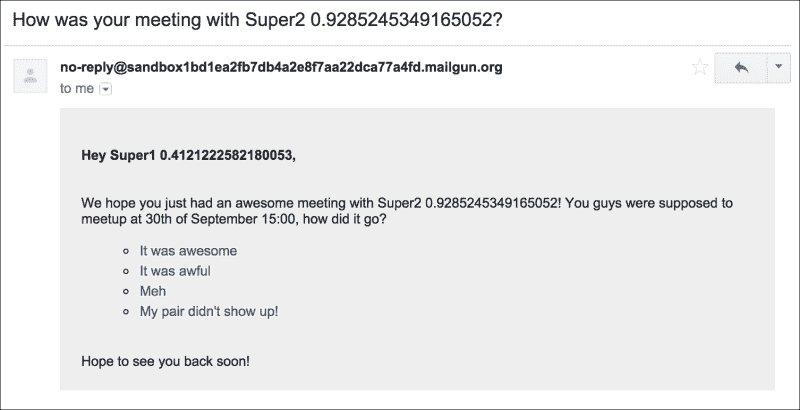 How was your meeting with Super2 0.9285245349165052?
no-reply@sandbox1bd1ea2fb7db4a2e8f7aa22dca77a4fd.mailgun.org
to me
Hey Super1 0.4121222582180053,
We hope you just had an awesome meeting with Super2 0.9285245349165052! You guys were supposed to
meetup at 30th of September 15:00, how did it go?
It was awesome
It was awful
Meh
My pair didn't show up!
Hope to see you back soon!